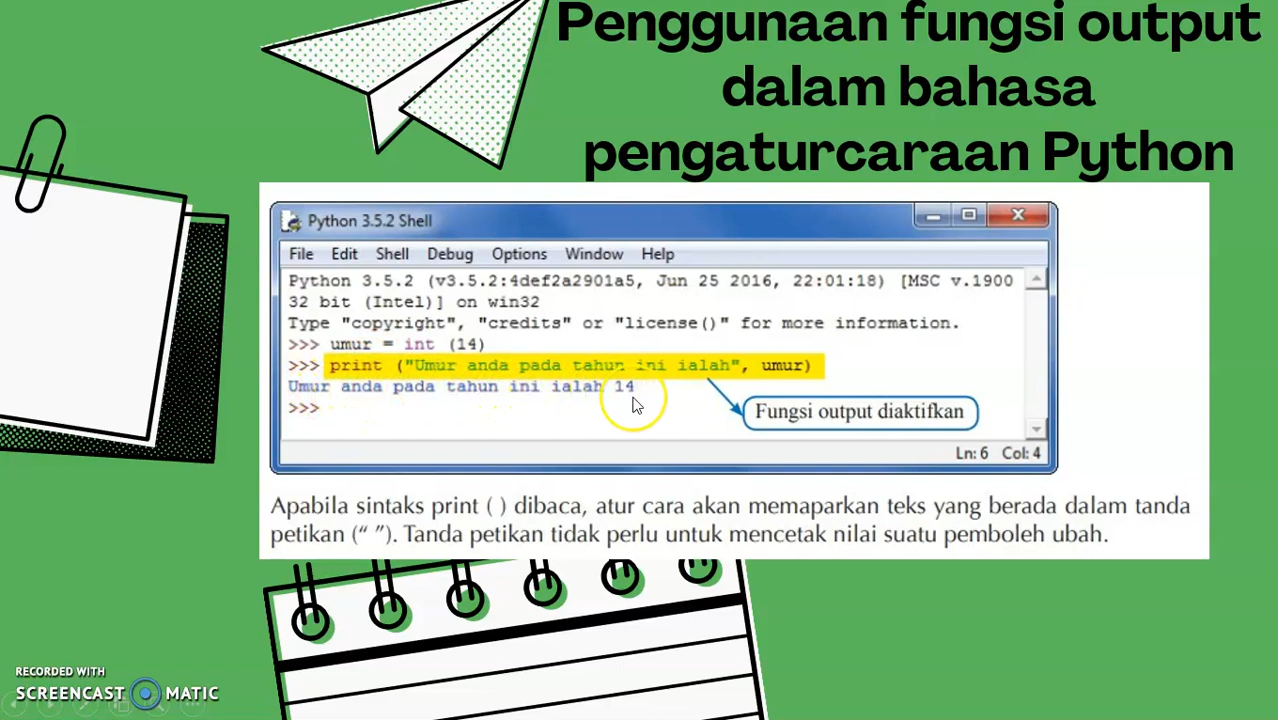 Penggunaan fungsi output
dalam bahasa
pengaturcaraan Python
Python 3.5.2 Shell
File Edit Shell Debug Options Window Help
Python 3.5.2 (v3.5.2:4def2a2901a5, Jun 25 2016, 22:01:18) [MSC v.1900
32 bit (Intel)] on win32
Type "copyright", "credits" or "license()" for more information.
>>> umur = int (14)
>>> print ("Umur anda pada tahun ini ialah", umur)
Umur anda pada tahun ini ialah 14
>>>
Fungsi output diaktifkan
Ln: 6 Col: 4
Apabila sintaks print ( ) dibaca, atur cara akan memaparkan teks yang berada dalam tanda
petikan (“ ”). Tanda petikan tidak perlu untuk mencetak nilai suatu pemboleh ubah.
RECORDED WITH
SCREENCAST MATIC